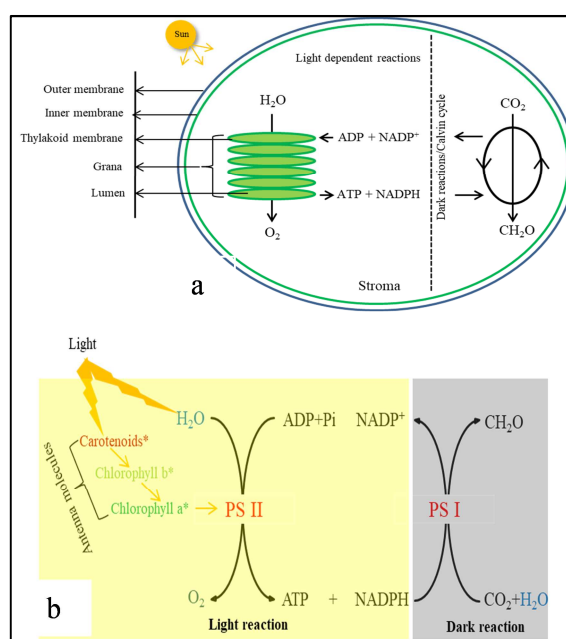 Sun
Light dependent reactions
Outer membrane
Inner membrane
Thylakoid membrane
Grana
Lumen
H₂O
O₂
ADP + NADP⁺
ATP + NADPH
Dark reactions/Calvin cycle
CO₂
CH₂O
Stroma
a
Light
H₂O
Carotenoids*
Chlorophyll b*
Chlorophyll a*
Antenna molecules
ADP+Pi NADP⁺
CH₂O
PS II
PS I
O₂
ATP + NADPH
CO₂+H₂O
b
Light reaction
Dark reaction